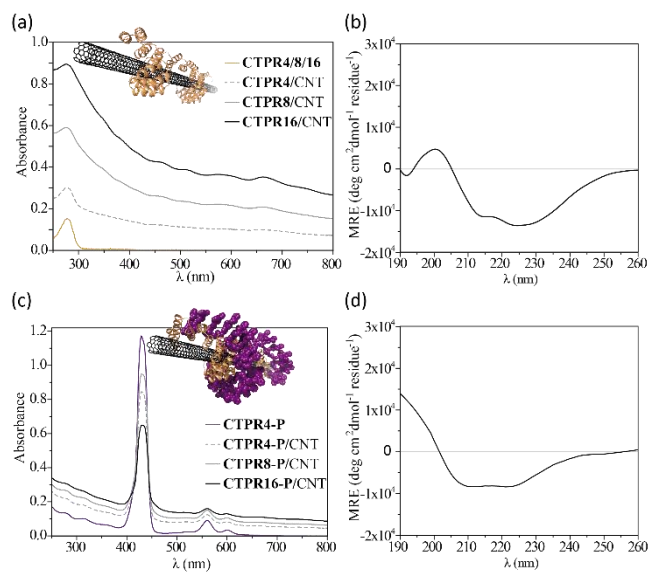 (a)
1.0
0.8
0.6
0.4
0.2
0.0
Absorbance
300 400 500 600 700 800
λ (nm)
CTPR4/8/16
CTPR4/CNT
CTPR8/CNT
CTPR16/CNT
(b)
3x10⁴
2x10⁴
1x10⁴
0
-1x10⁴
-2x10⁴
MRE (deg cm²dmol⁻¹ residue⁻¹)
190 200 210 220 230 240 250 260
λ (nm)
(c)
1.2
1.0
0.8
0.6
0.4
0.2
0.0
Absorbance
300 400 500 600 700 800
λ (nm)
CTPR4-P
CTPR4-P/CNT
CTPR8-P/CNT
CTPR16-P/CNT
(d)
3x10⁴
2x10⁴
1x10⁴
0
-1x10⁴
-2x10⁴
MRE (deg cm²dmol⁻¹ residue⁻¹)
190 200 210 220 230 240 250 260
λ (nm)